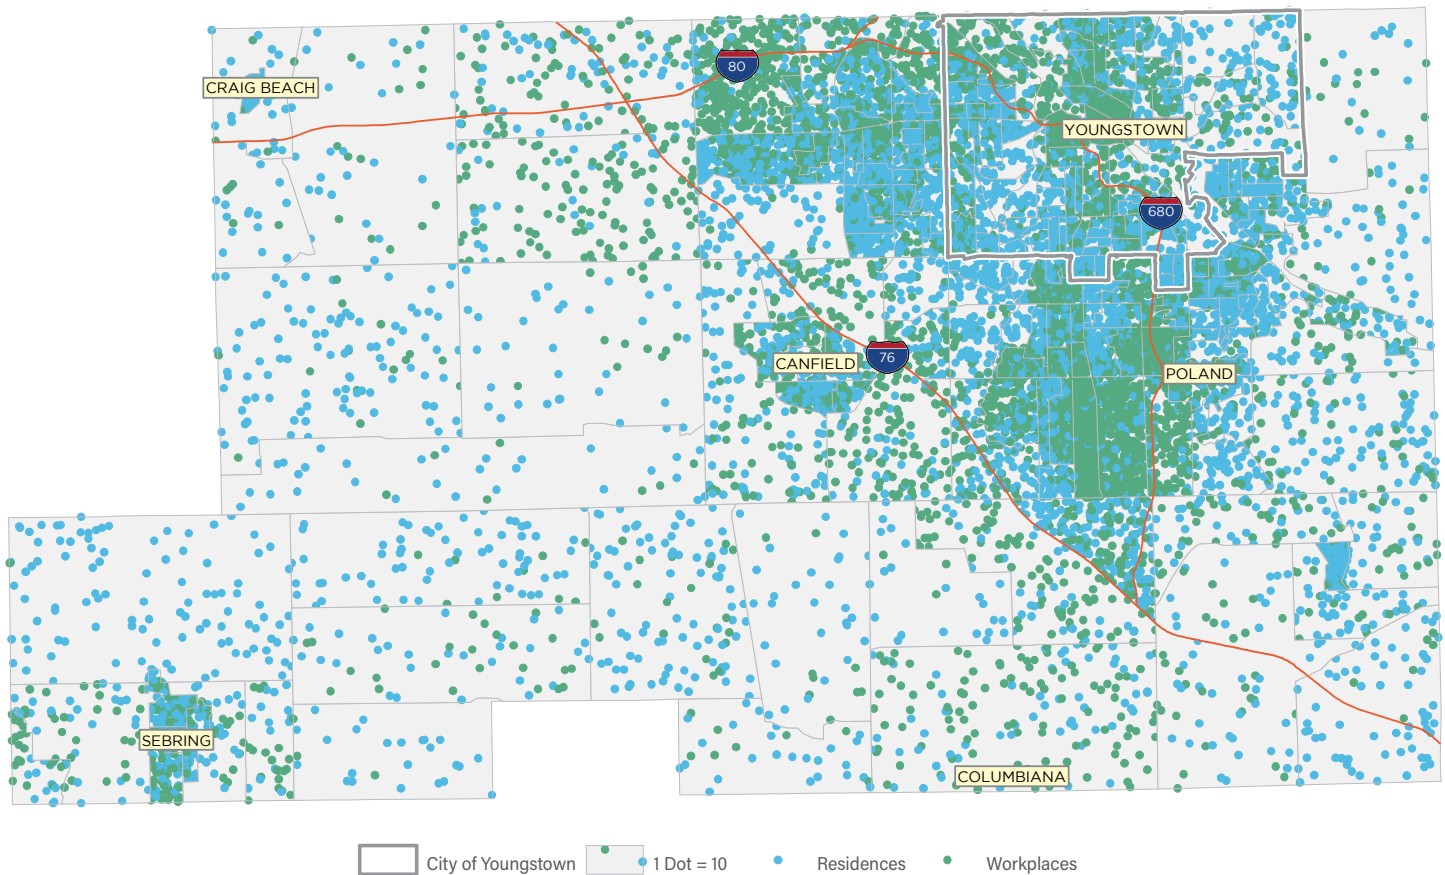 80
CRAIG BEACH
YOUNGSTOWN
680
CANFIELD
76
POLAND
SEBRING
COLUMBIANA
City of Youngstown
1 Dot = 10
Residences
Workplaces